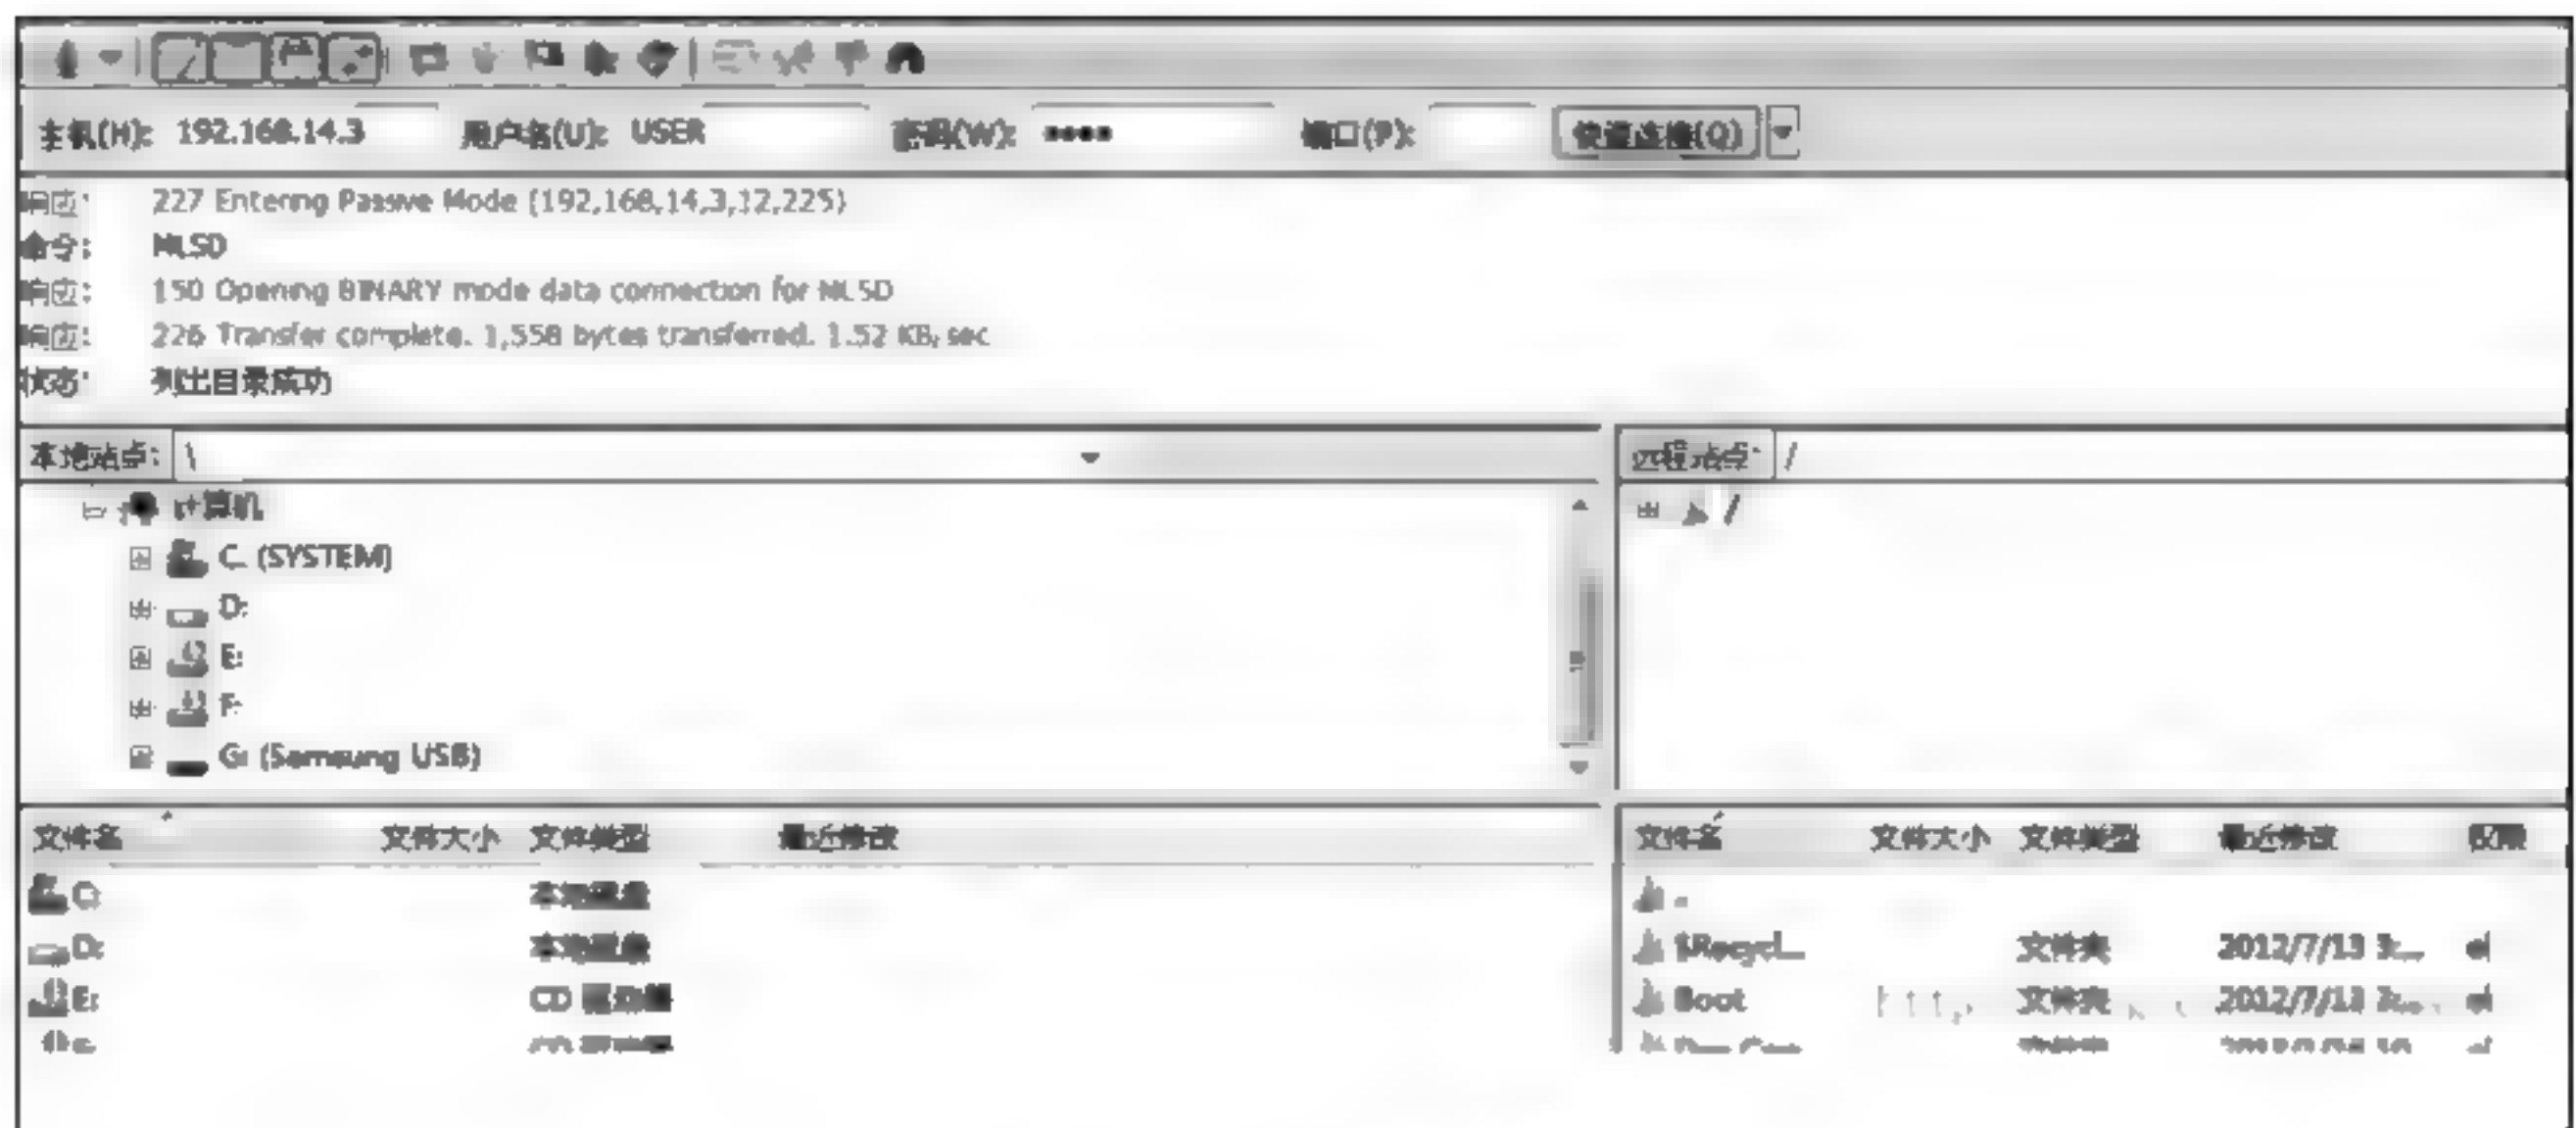 主机(H): 192.168.14.3 用户名(U): USER 密码(W): ●●●● 端口(P): 快速连接(Q)
响应: 227 Entering Passive Mode (192,168,14,3,12,225)
命令: MLSD
响应: 150 Opening BINARY mode data connection for MLSD
响应: 226 Transfer complete. 1,558 bytes transferred. 1.52 KB/sec
状态: 列出目录成功
本地站点: \
远程站点: /
计算机
C: (SYSTEM)
D:
E:
F:
G: (Samsung USB)
/
文件名 文件大小 文件类型 最近修改
C: 本地磁盘
D: 本地磁盘
E: CD 驱动器
文件名 文件大小 文件类型 最近修改 权限
..
$Recycl... 文件夹 2012/7/13 3:...
Boot 文件夹 2012/7/13